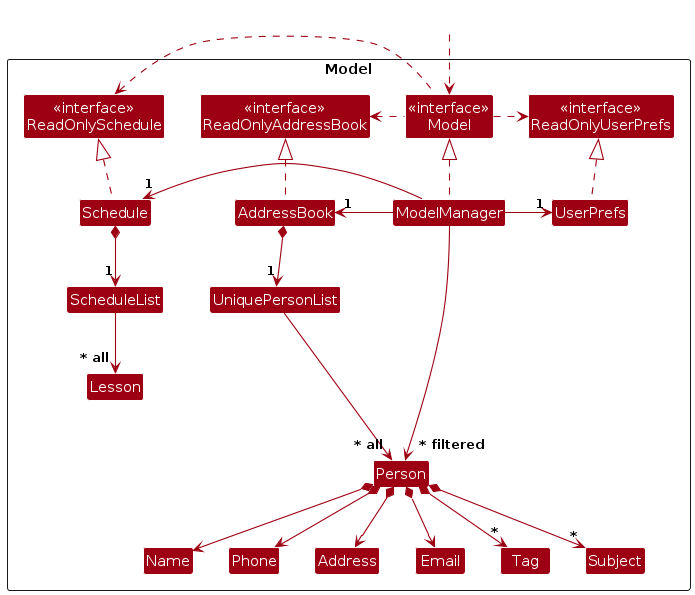 Model
«interface»
ReadOnlySchedule
«interface»
ReadOnlyAddressBook
«interface»
Model
«interface»
ReadOnlyUserPrefs
1
Schedule
AddressBook
1
ModelManager
1
UserPrefs
1
ScheduleList
1
UniquePersonList
* all
Lesson
* all
* filtered
Person
*
*
Name
Phone
Address
Email
Tag
Subject